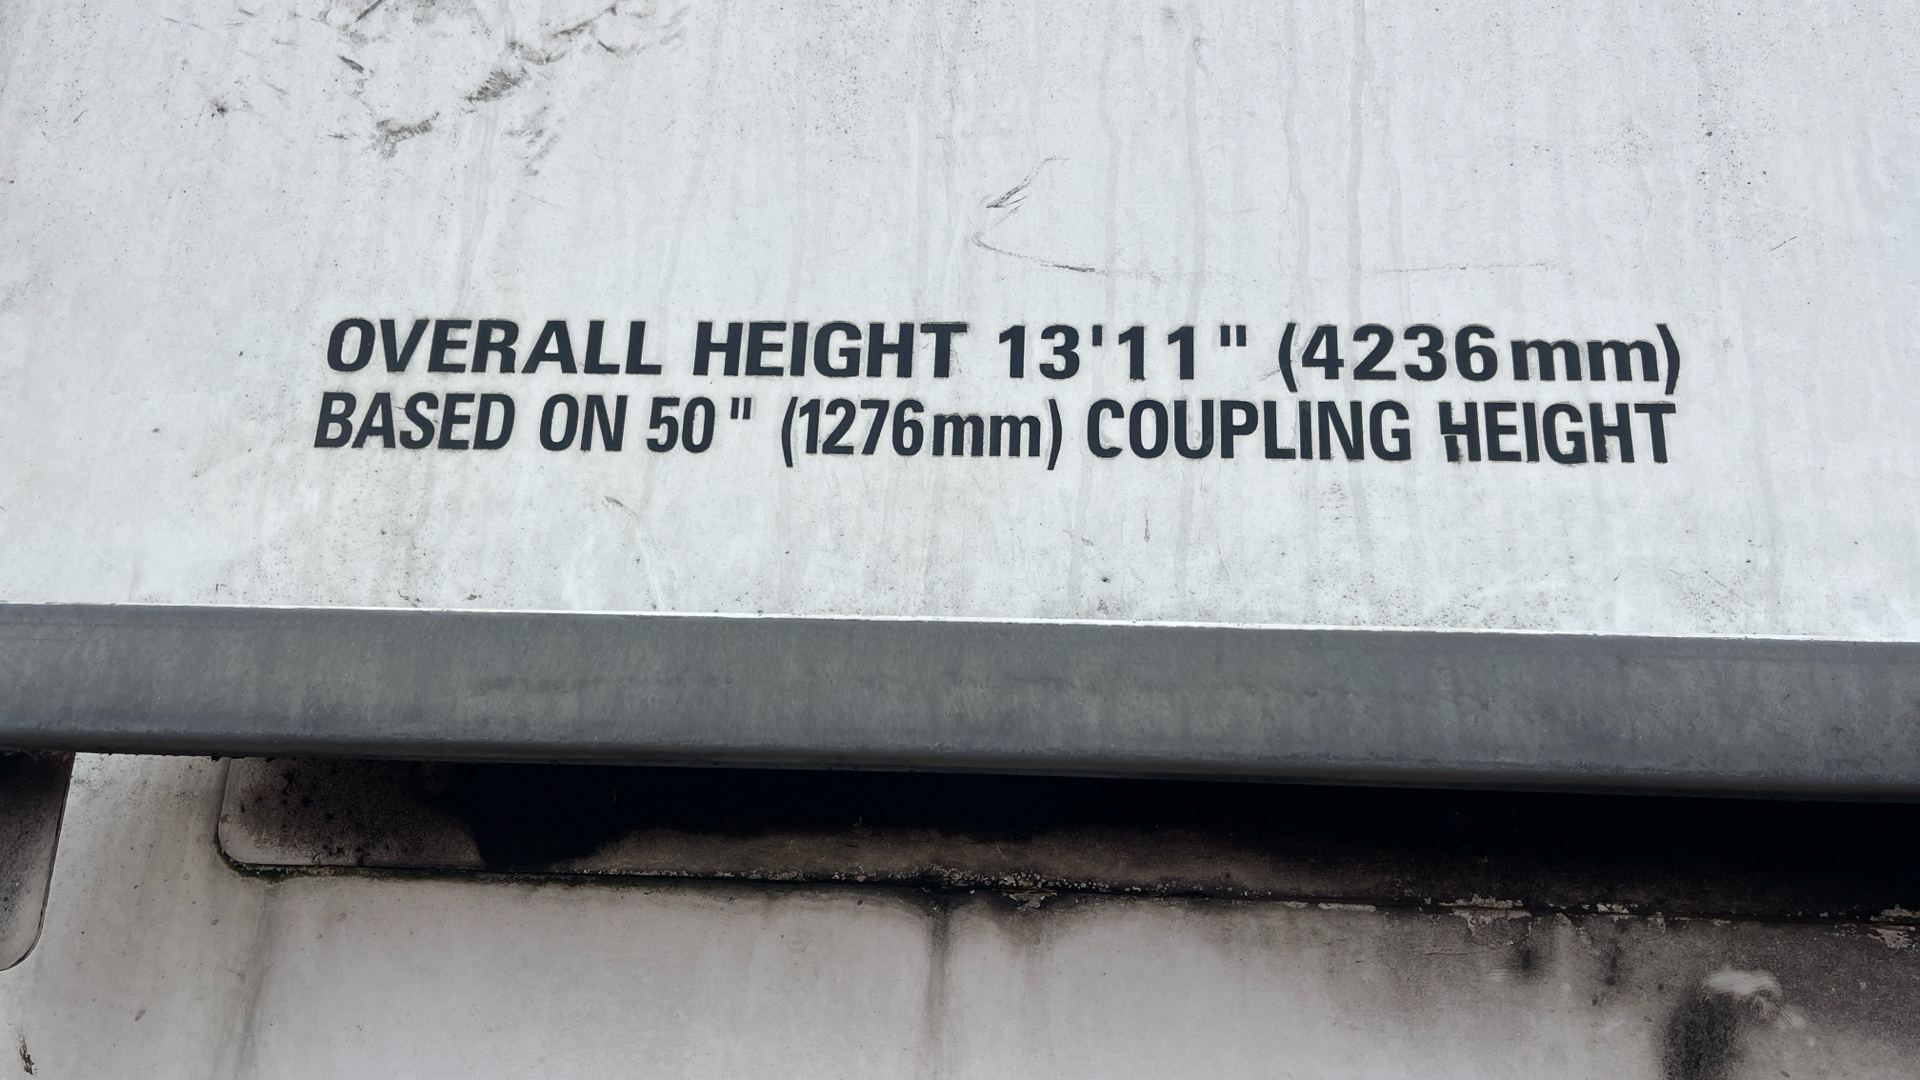 OVERALL HEIGHT 13'11" (4236mm)
BASED ON 50" (1276mm) COUPLING HEIGHT